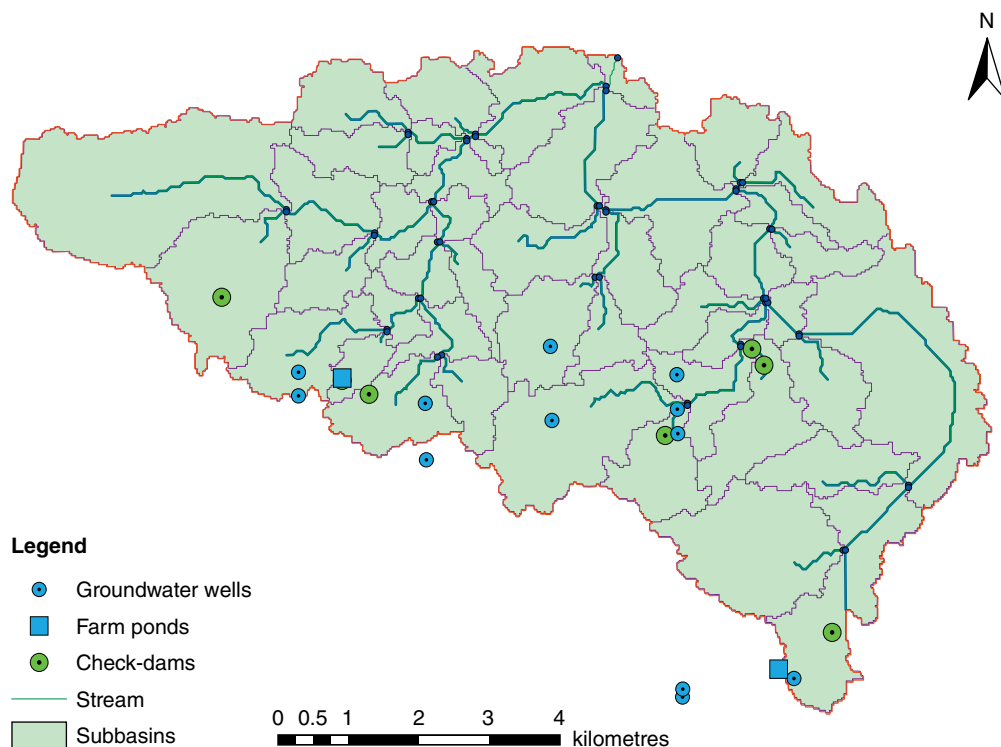 N
Legend
Groundwater wells
Farm ponds
Check-dams
Stream
Subbasins
0 0.5 1 2 3 4
kilometres